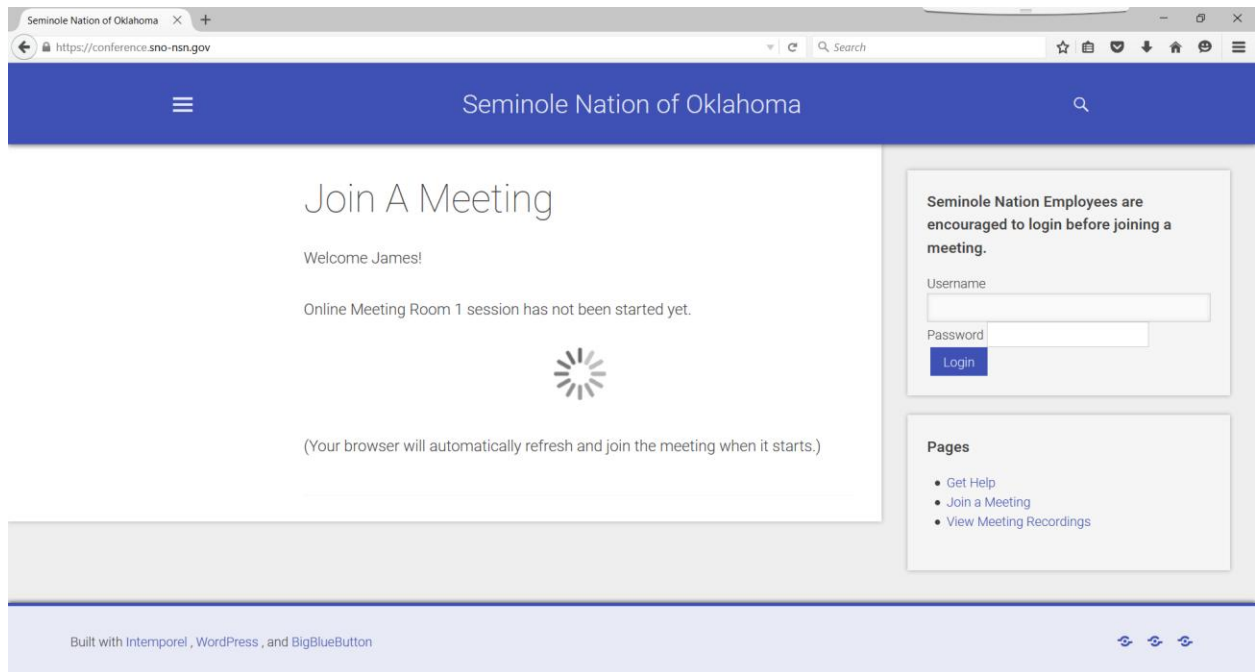 Seminole Nation of Oklahoma
https://conference.sno-nsn.gov
Search
Seminole Nation of Oklahoma
Join A Meeting
Welcome James!
Online Meeting Room 1 session has not been started yet.
(Your browser will automatically refresh and join the meeting when it starts.)
Seminole Nation Employees are
encouraged to login before joining a
meeting.
Username
Password
Login
Pages
Get Help
Join a Meeting
View Meeting Recordings
Built with Intemporel , WordPress , and BigBlueButton